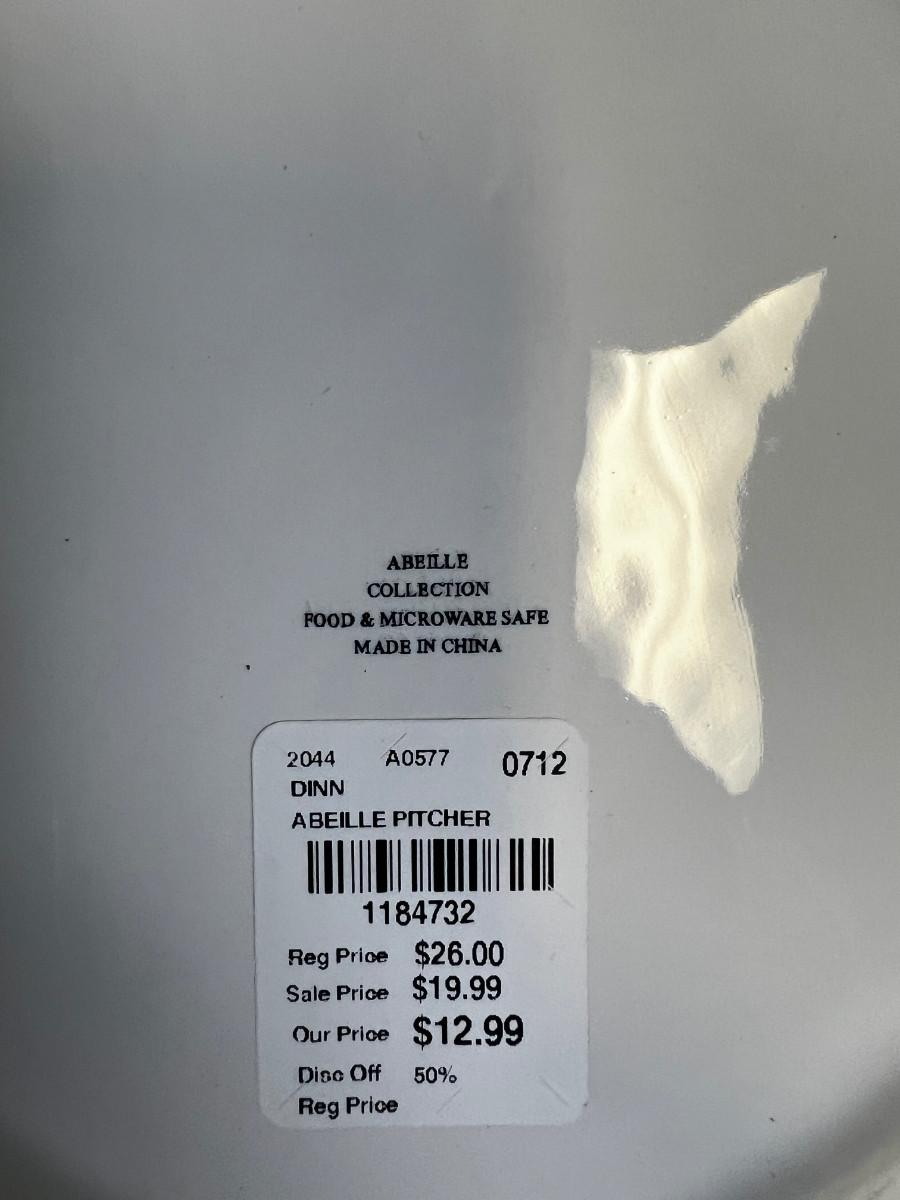 ABEILLE
COLLECTION
FOOD & MICROWARE SAFE
MADE IN CHINA
2044 A0577 0712
DINN
ABEILLE PITCHER
1184732
Reg Price $26.00
Sale Price $19.99
Our Price $12.99
Disc Off 50%
Reg Price